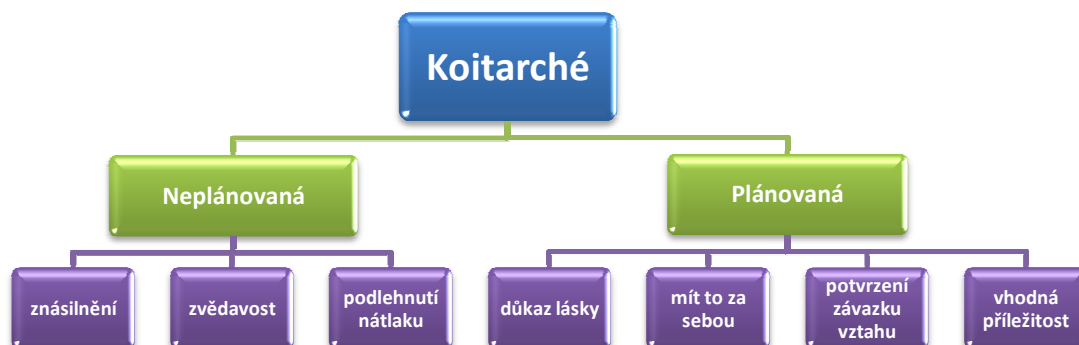 Koitarché
Neplánovaná
Plánovaná
znásilnění
zvědavost
podlehnutí
nátlaku
důkaz lásky
mít to za
sebou
potvrzení
závazku
vztahu
vhodná
příležitost